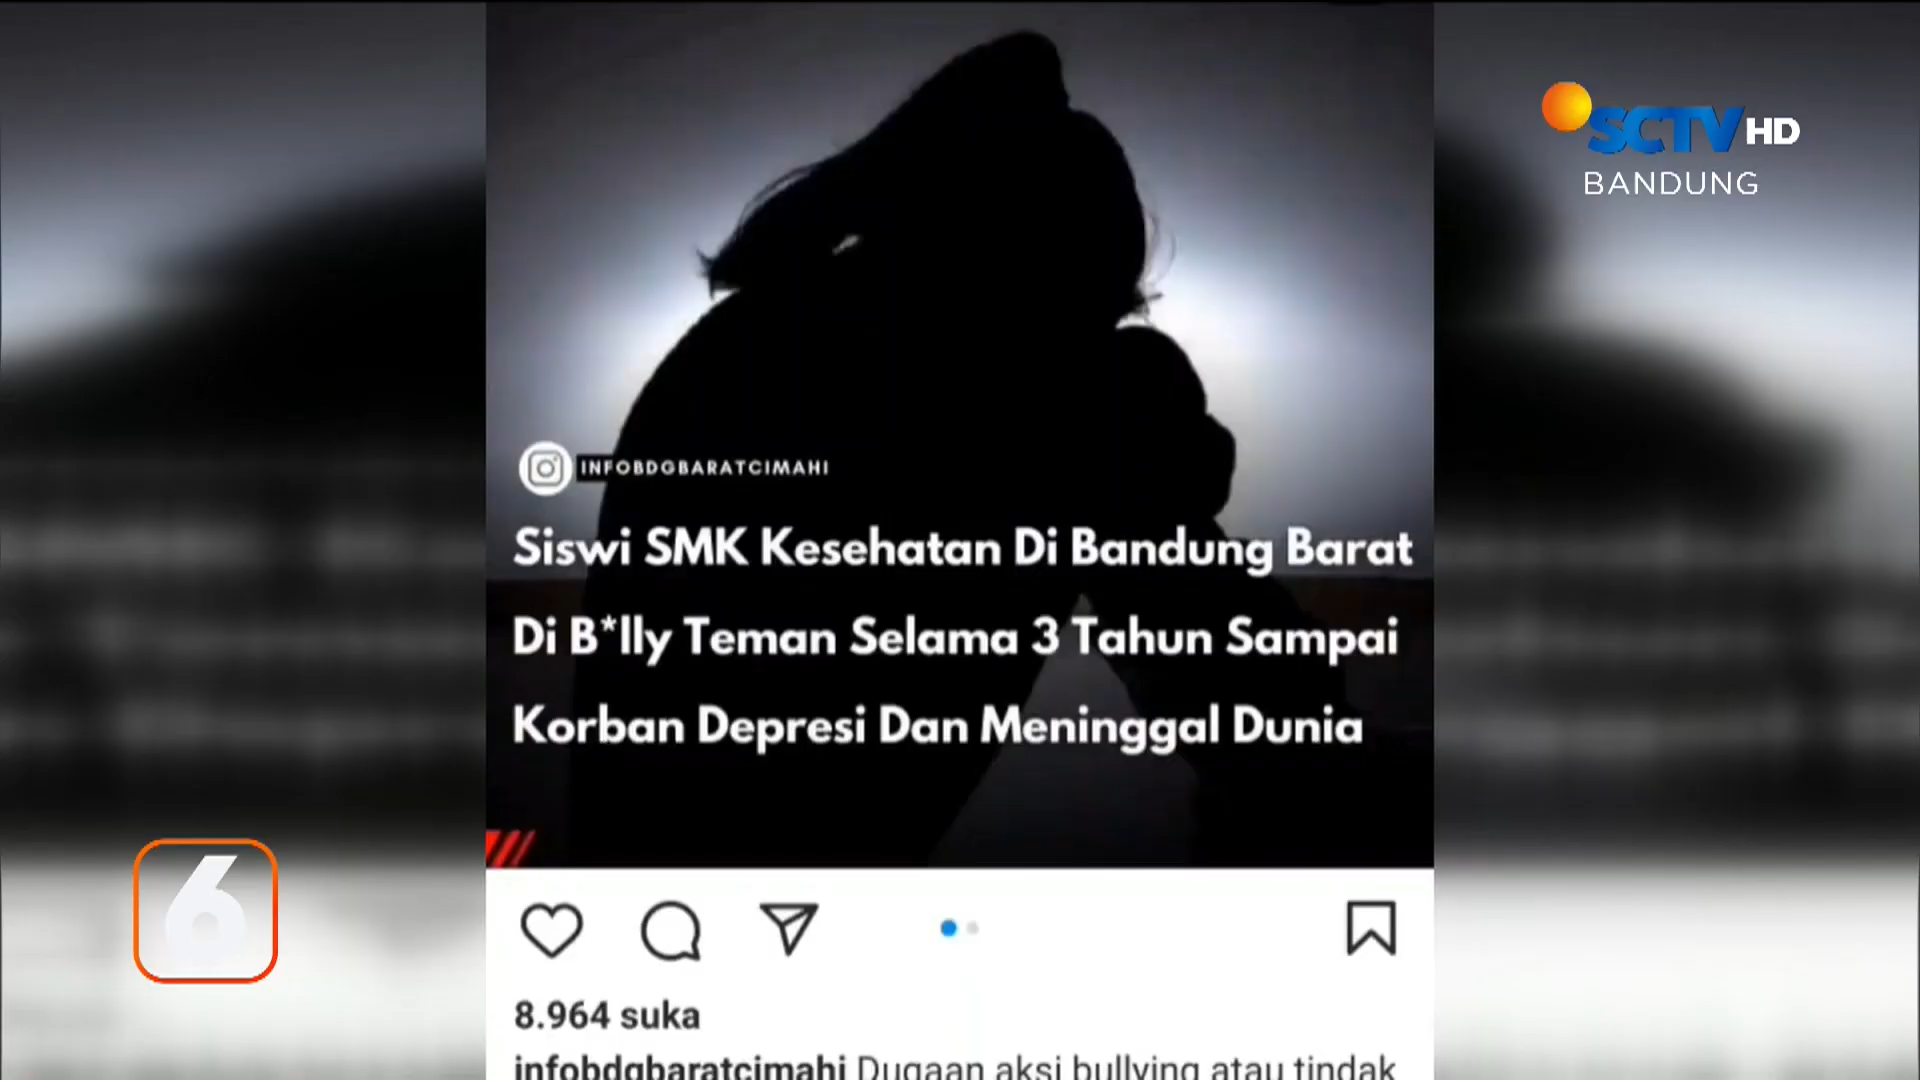 SCTV HD
BANDUNG
INFOBDGBARATCIMAHI
Siswi SMK Kesehatan Di Bandung Barat
Di B*lly Teman Selama 3 Tahun Sampai
Korban Depresi Dan Meninggal Dunia
6
8.964 suka
infobdgbaratcimahi Dugaan aksi bullying atau tindak